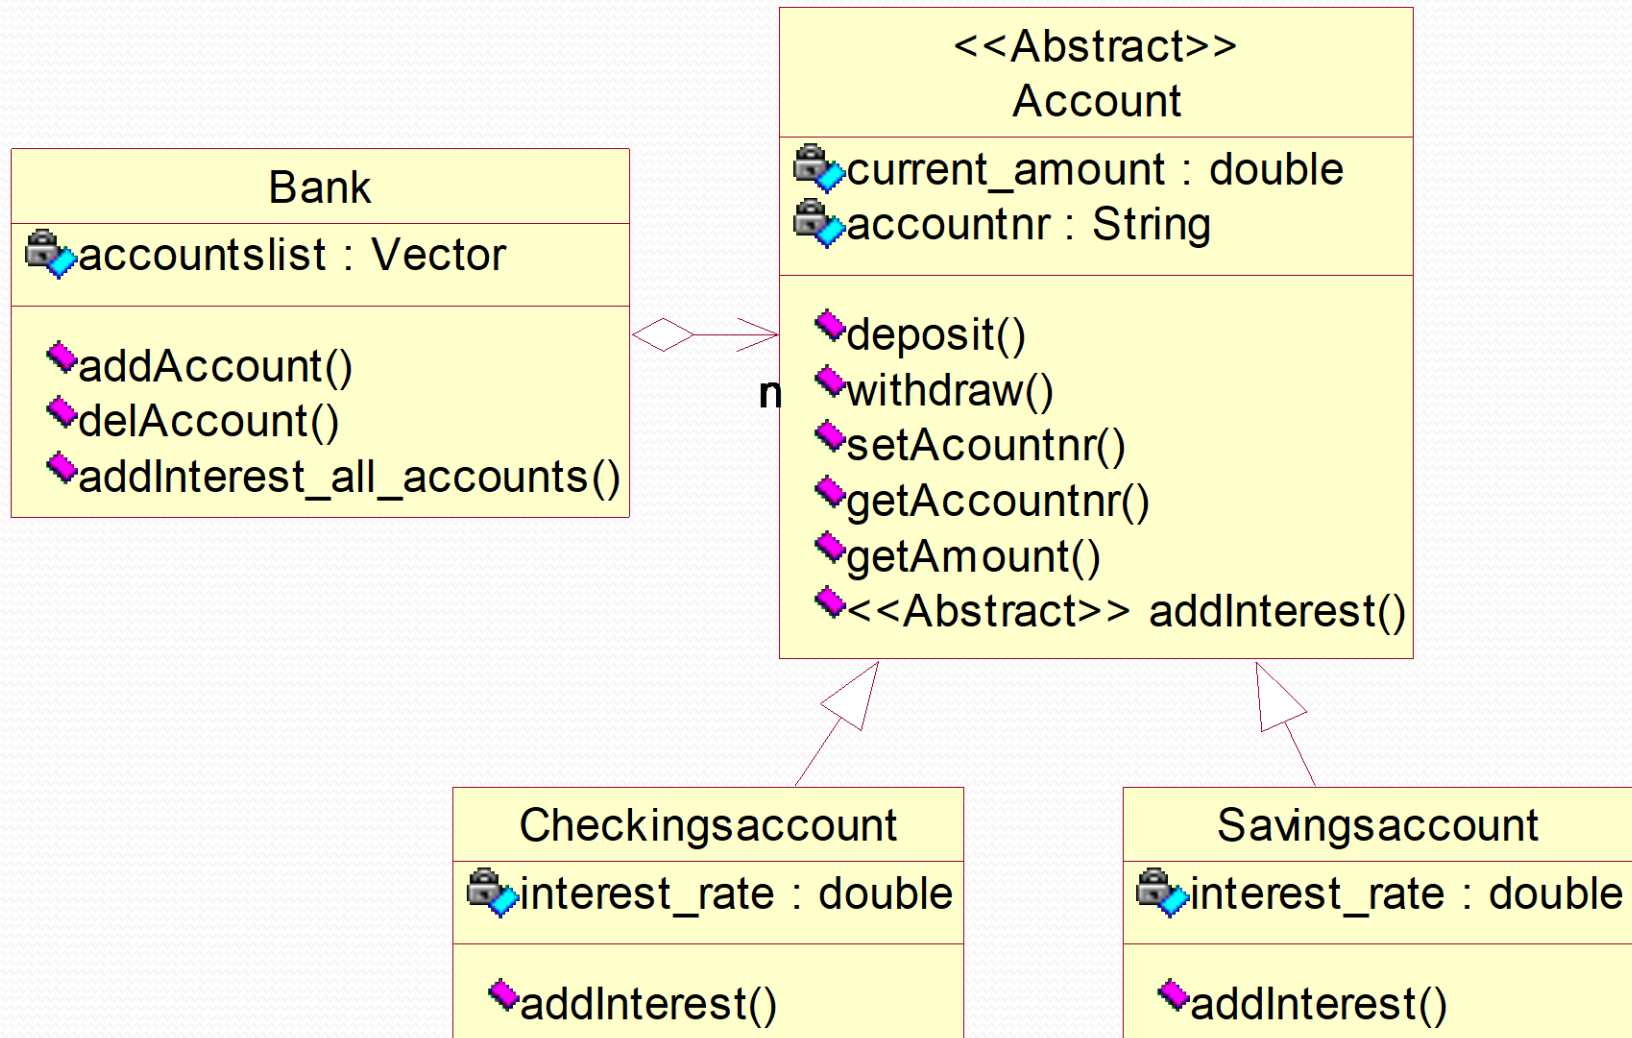 Bank
accountslist : Vector
addAccount()
delAccount()
addInterest_all_accounts()
n
<<Abstract>>
Account
current_amount : double
accountnr : String
deposit()
withdraw()
setAcountnr()
getAccountnr()
getAmount()
<<Abstract>> addInterest()
Checkingsaccount
interest_rate : double
addInterest()
Savingsaccount
interest_rate : double
addInterest()